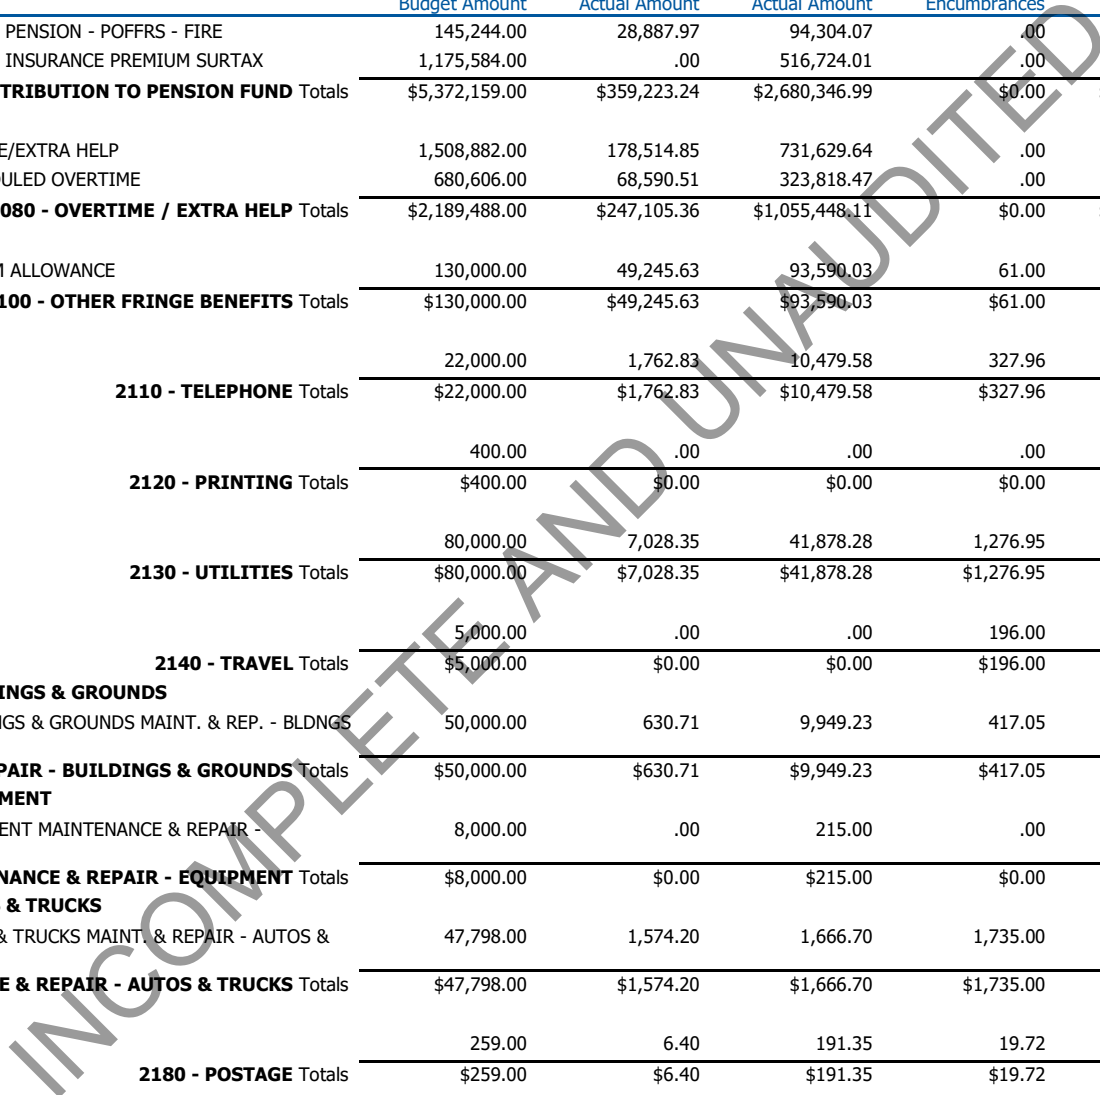 Budget Amount Actual Amount Actual Amount Encumbrances
PENSION - POFFRS - FIRE 145,244.00 28,887.97 94,304.07 .00
INSURANCE PREMIUM SURTAX 1,175,584.00 .00 516,724.01 .00
TRIBUTION TO PENSION FUND Totals $5,372,159.00 $359,223.24 $2,680,346.99 $0.00
E/EXTRA HELP 1,508,882.00 178,514.85 731,629.64 .00
ULED OVERTIME 680,606.00 68,590.51 323,818.47 .00
080 - OVERTIME / EXTRA HELP Totals $2,189,488.00 $247,105.36 $1,055,448.11 $0.00
M ALLOWANCE 130,000.00 49,245.63 93,590.03 61.00
100 - OTHER FRINGE BENEFITS Totals $130,000.00 $49,245.63 $93,590.03 $61.00
22,000.00 1,762.83 10,479.58 327.96
2110 - TELEPHONE Totals $22,000.00 $1,762.83 $10,479.58 $327.96
400.00 .00 .00 .00
2120 - PRINTING Totals $400.00 $0.00 $0.00 $0.00
80,000.00 7,028.35 41,878.28 1,276.95
2130 - UTILITIES Totals $80,000.00 $7,028.35 $41,878.28 $1,276.95
5,000.00 .00 .00 196.00
2140 - TRAVEL Totals $5,000.00 $0.00 $0.00 $196.00
INGS & GROUNDS
NGS & GROUNDS MAINT. & REP. - BLDNGS 50,000.00 630.71 9,949.23 417.05
PAIR - BUILDINGS & GROUNDS Totals $50,000.00 $630.71 $9,949.23 $417.05
MENT
ENT MAINTENANCE & REPAIR - 8,000.00 .00 215.00 .00
NANCE & REPAIR - EQUIPMENT Totals $8,000.00 $0.00 $215.00 $0.00
& TRUCKS
& TRUCKS MAINT. & REPAIR - AUTOS & 47,798.00 1,574.20 1,666.70 1,735.00
E & REPAIR - AUTOS & TRUCKS Totals $47,798.00 $1,574.20 $1,666.70 $1,735.00
259.00 6.40 191.35 19.72
2180 - POSTAGE Totals $259.00 $6.40 $191.35 $19.72
INCOMPLETE AND UNAUDITED